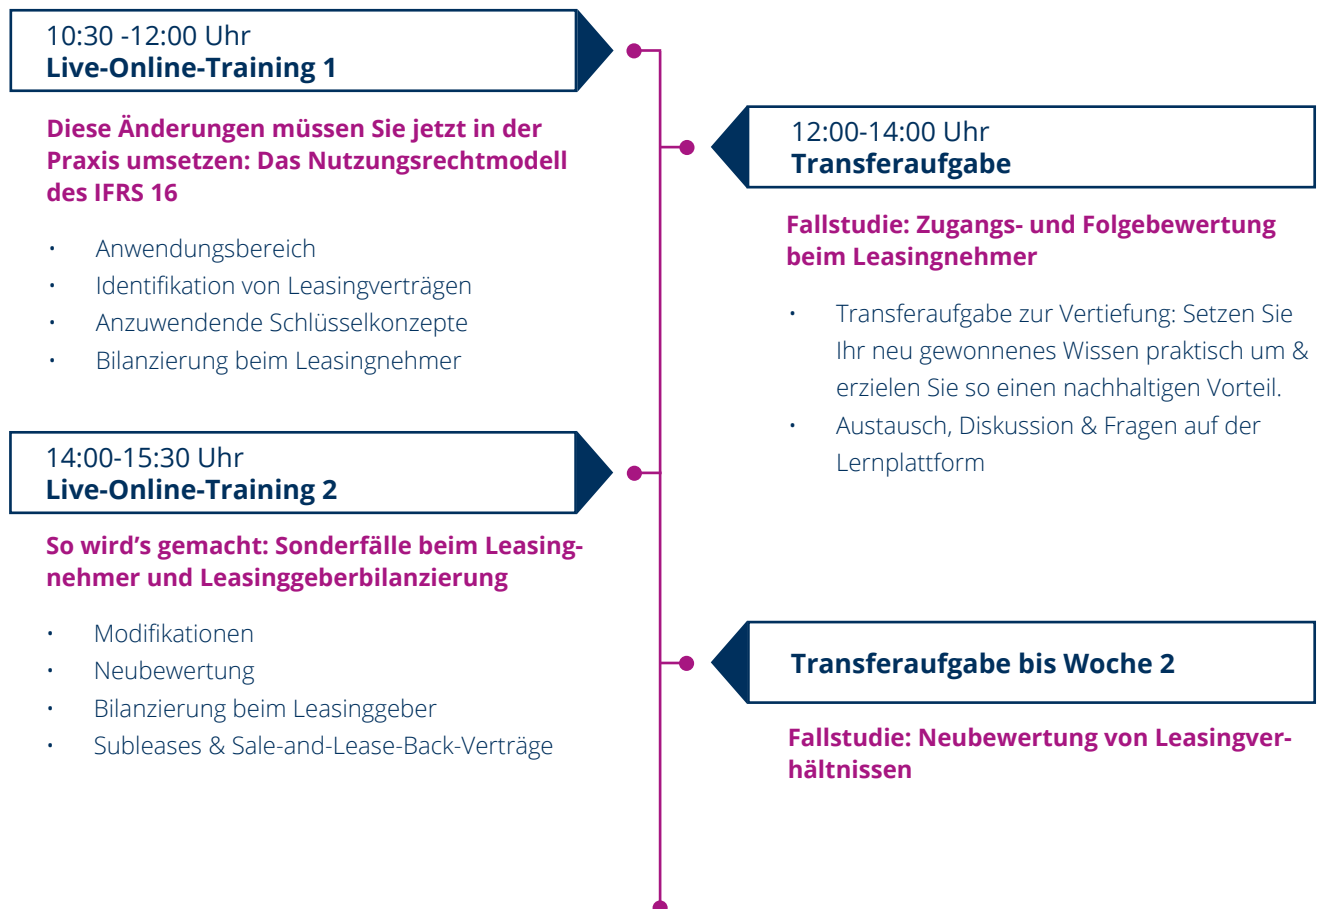 10:30 -12:00 Uhr
Live-Online-Training 1
Diese Änderungen müssen Sie jetzt in der
Praxis umsetzen: Das Nutzungsrechtmodell
des IFRS 16
• Anwendungsbereich
• Identifikation von Leasingverträgen
• Anzuwendende Schlüsselkonzepte
• Bilanzierung beim Leasingnehmer
12:00-14:00 Uhr
Transferaufgabe
Fallstudie: Zugangs- und Folgebewertung
beim Leasingnehmer
• Transferaufgabe zur Vertiefung: Setzen Sie
Ihr neu gewonnenes Wissen praktisch um &
erzielen Sie so einen nachhaltigen Vorteil.
• Austausch, Diskussion & Fragen auf der
Lernplattform
14:00-15:30 Uhr
Live-Online-Training 2
So wird’s gemacht: Sonderfälle beim Leasing-
nehmer und Leasinggeberbilanzierung
• Modifikationen
• Neubewertung
• Bilanzierung beim Leasinggeber
• Subleases & Sale-and-Lease-Back-Verträge
Transferaufgabe bis Woche 2
Fallstudie: Neubewertung von Leasingver-
hältnissen